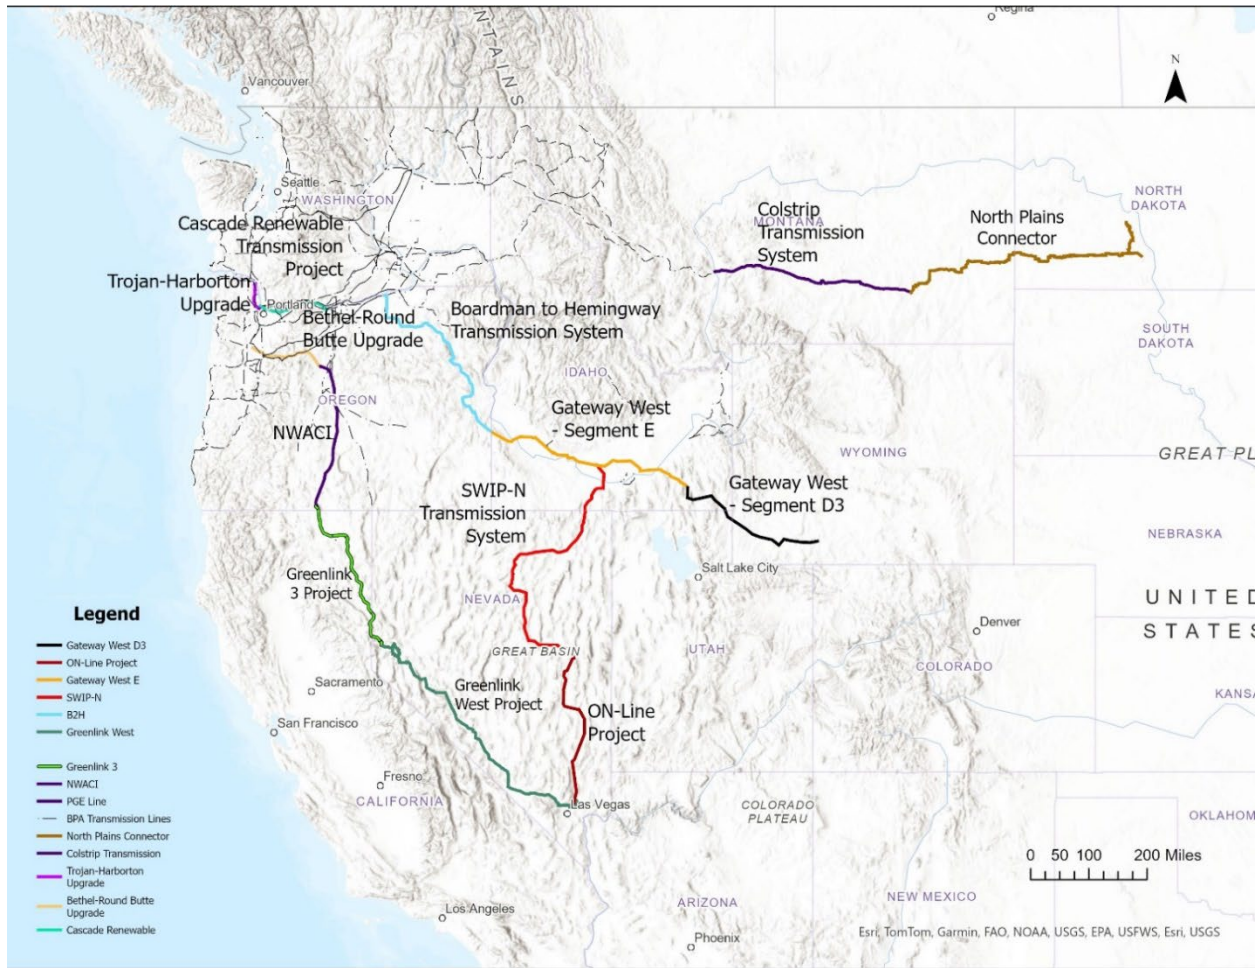 Regina
N
NTAINS
Vancouver
Seattle
WASHINGTON
NORTH
DAKOTA
MONTANA
Colstrip
Transmission
System
North Plains
Connector
Cascade Renewable
Transmission
Project
Trojan-Harborton
Upgrade
Portland
Bethel-Round
Butte Upgrade
Boardman to Hemingway
Transmission System
SOUTH
DAKOTA
IDAHO
OREGON
NWACI
Gateway West
- Segment E
WYOMING
GREAT PL
SWIP-N
Transmission
System
Gateway West
- Segment D3
NEBRASKA
Salt Lake City
Greenlink
3 Project
NEVADA
UNITED
STATES
Denver
GREAT BASIN
UTAH
COLORADO
KANSA
Sacramento
Greenlink
West Project
ON-Line
Project
San Francisco
Fresno
CALIFORNIA
Las Vegas
COLORADO
PLATEAU
OKLAHOM
0 50 100 200 Miles
Los Angeles
ARIZONA
NEW MEXICO
Phoenix
Esri, TomTom, Garmin, FAO, NOAA, USGS, EPA, USFWS, Esri, USGS
Legend
Gateway West D3
ON-Line Project
Gateway West E
SWIP-N
B2H
Greenlink West
Greenlink 3
NWACI
PGE Line
BPA Transmission Lines
North Plains Connector
Colstrip Transmission
Trojan-Harborton
Upgrade
Bethel-Round Butte
Upgrade
Cascade Renewable